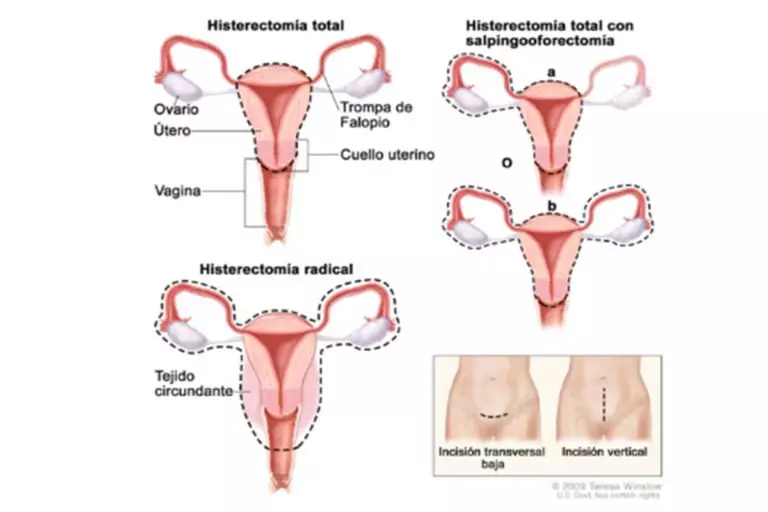 Histerectomía total
Ovario
Útero
Vagina
Trompa de
Falopio
Cuello uterino
Histerectomía total con
salpingooforectomía
a
O
b
Histerectomía radical
Tejido
circundante
Incisión transversal
baja
Incisión vertical
© 2009 Terese Winslow
U.S. Govt. has certain rights